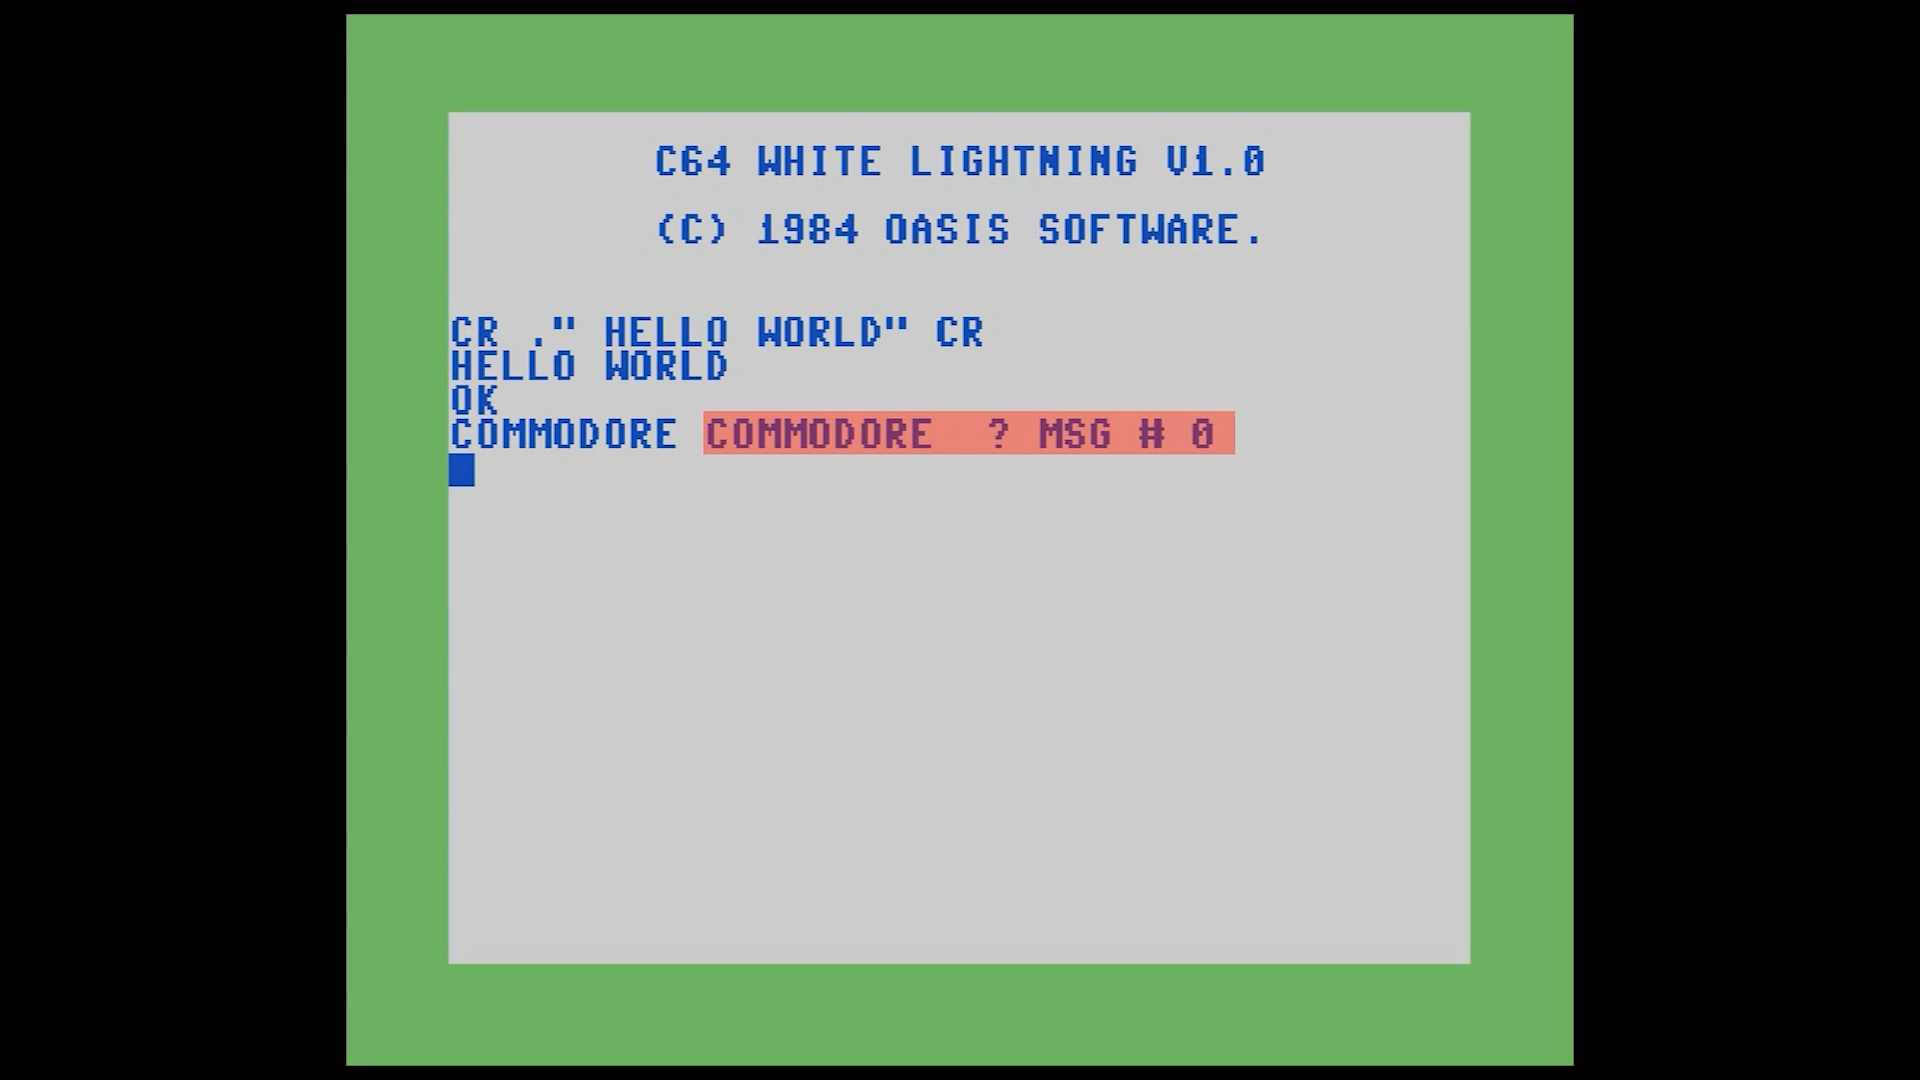 C64 WHITE LIGHTNING V1.0
(C) 1984 OASIS SOFTWARE.
CR ." HELLO WORLD" CR
HELLO WORLD
OK
COMMODORE COMMODORE  ? MSG # 0